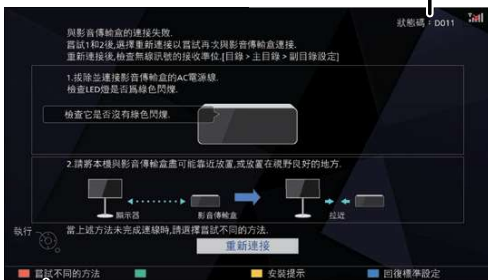 狀態碼：D011
與影音傳輸盒的連接失敗.
嘗試1和2後,選擇重新連接以嘗試再次與影音傳輸盒連接.
重新連接後,檢查無線訊號的接收準位.[目錄 > 主目錄 > 副目錄設定]
1.拔除並連接影音傳輸盒的AC電源線.
檢查LED燈是否爲綠色閃爍.
檢查它是否沒有綠色閃爍.
2.請將本機與影音傳輸盒盡可能靠近放置,或放置在視野良好的地方.
顯示器 影音傳輸盒 拉近
執行 當上述方法未完成連線時,請選擇嘗試不同的方法.
重新連接
嘗試不同的方法 安裝提示 回復標準設定